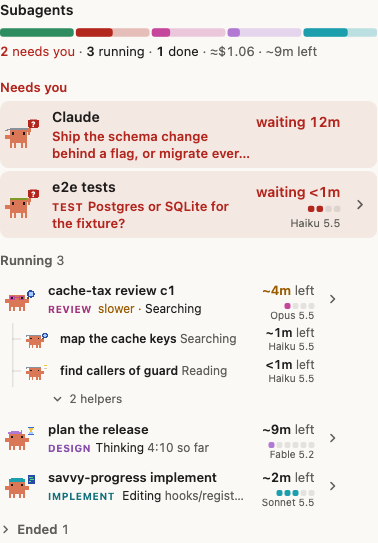 Subagents
2 needs you · 3 running · 1 done · ≈$1.06 · ~9m left
Needs you
Claude
waiting 12m
Ship the schema change
behind a flag, or migrate ever...
e2e tests
waiting <1m
TEST Postgres or SQLite for
the fixture?
Haiku 5.5
Running 3
cache-tax review c1
~4m left
REVIEW slower · Searching
Opus 5.5
map the cache keys Searching
~1m left
Haiku 5.5
find callers of guard Reading
<1m left
Haiku 5.5
2 helpers
plan the release
~9m left
DESIGN Thinking 4:10 so far
Fable 5.2
savvy-progress implement
~2m left
IMPLEMENT Editing hooks/regist...
Sonnet 5.5
Ended 1